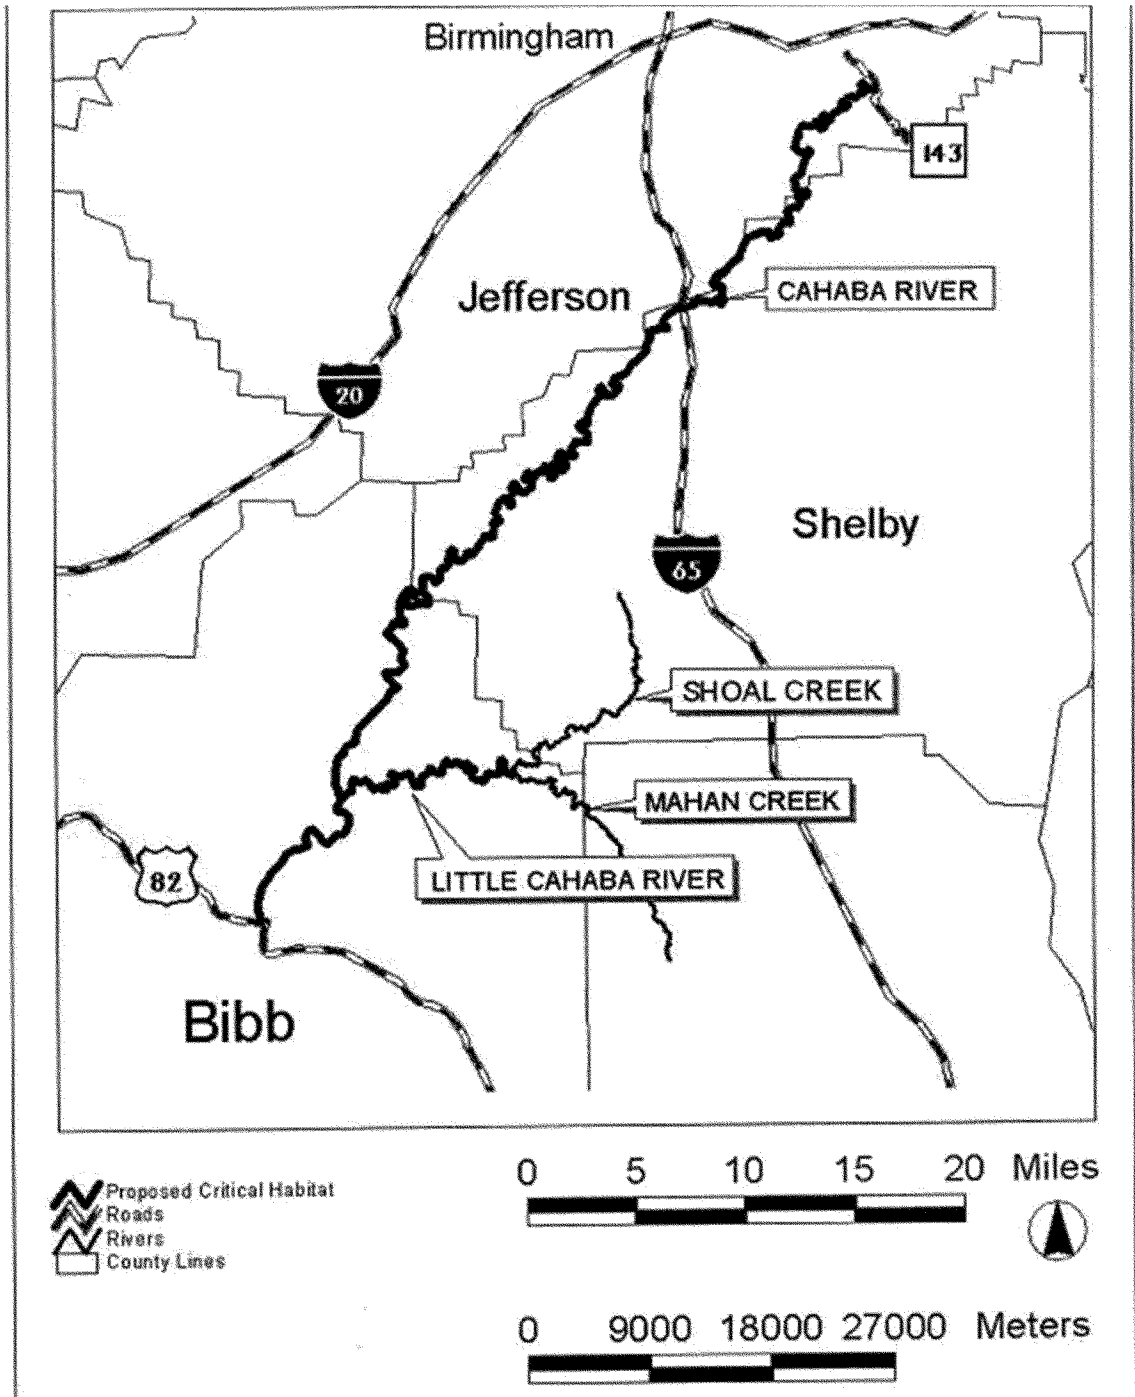 Birmingham
143
CAHABA RIVER
Jefferson
20
Shelby
65
SHOAL CREEK
MAHAN CREEK
LITTLE CAHABA RIVER
82
Bibb
0 5 10 15 20 Miles
Proposed Critical Habitat
Roads
Rivers
County Lines
0 9000 18000 27000 Meters